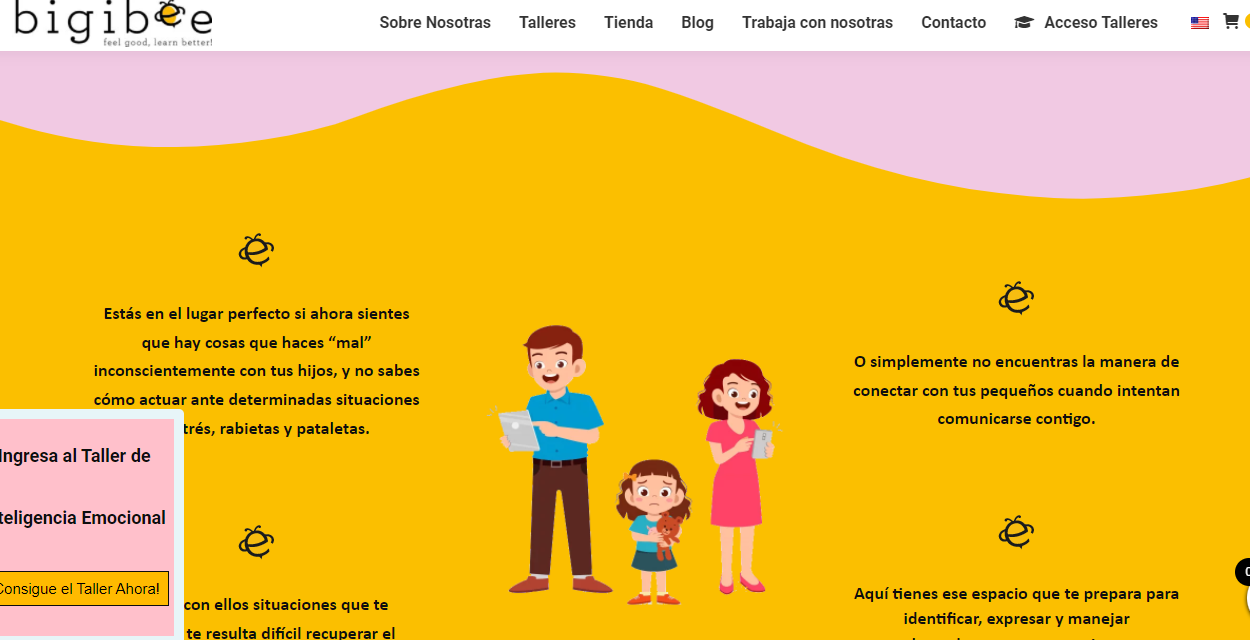 bigibee
feel good, learn better!
Sobre Nosotras Talleres Tienda Blog Trabaja con nosotras Contacto Acceso Talleres
Estás en el lugar perfecto si ahora sientes
que hay cosas que haces “mal”
inconscientemente con tus hijos, y no sabes
cómo actuar ante determinadas situaciones
trés, rabietas y pataletas.
O simplemente no encuentras la manera de
conectar con tus pequeños cuando intentan
comunicarse contigo.
Ingresa al Taller de
teligencia Emocional
Consigue el Taller Ahora!
con ellos situaciones que te
te resulta difícil recuperar el
Aquí tienes ese espacio que te prepara para
identificar, expresar y manejar